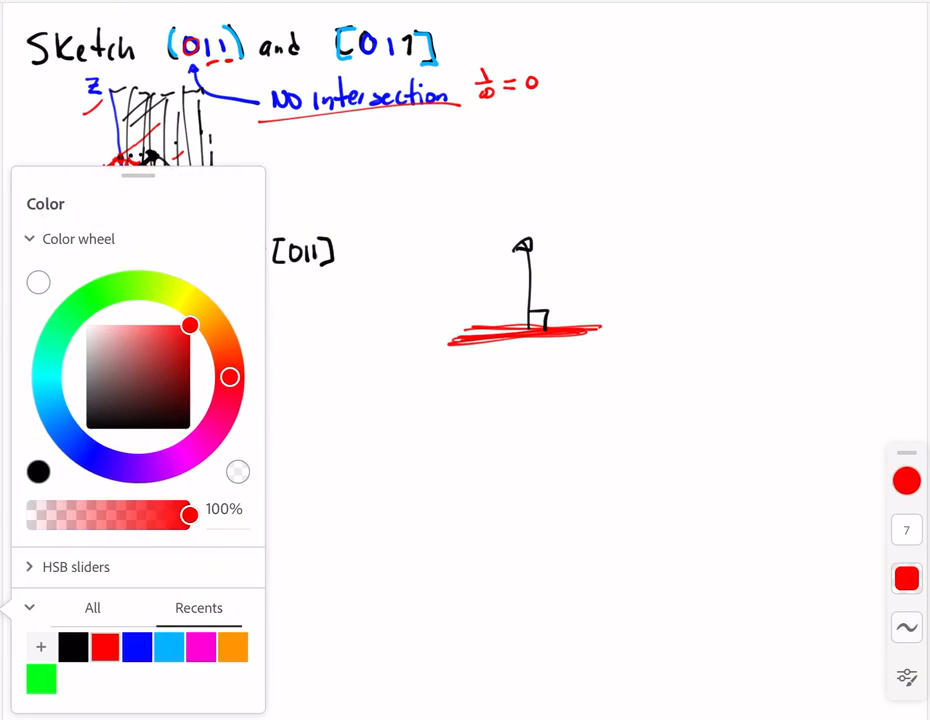 Sketch (011) and [011]
z
No intersection 1/∞ = 0
Color
Color wheel
[011]
100%
HSB sliders
7
All Recents